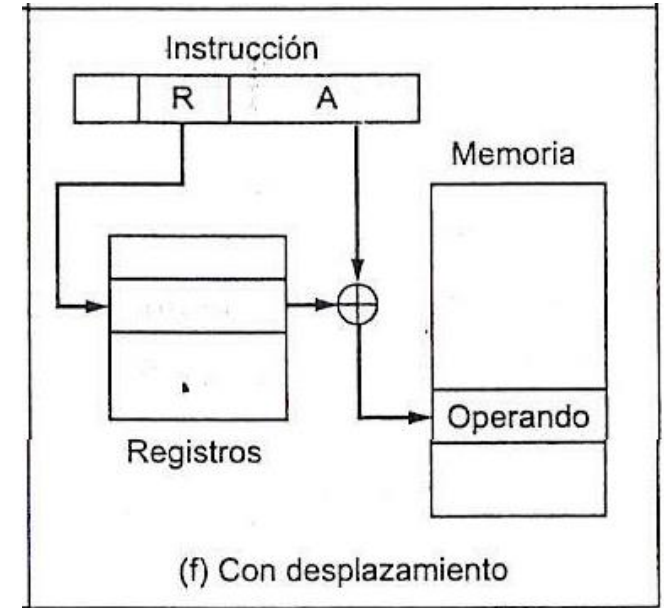 Instrucción
R
A
Memoria
Operando
Registros
(f) Con desplazamiento